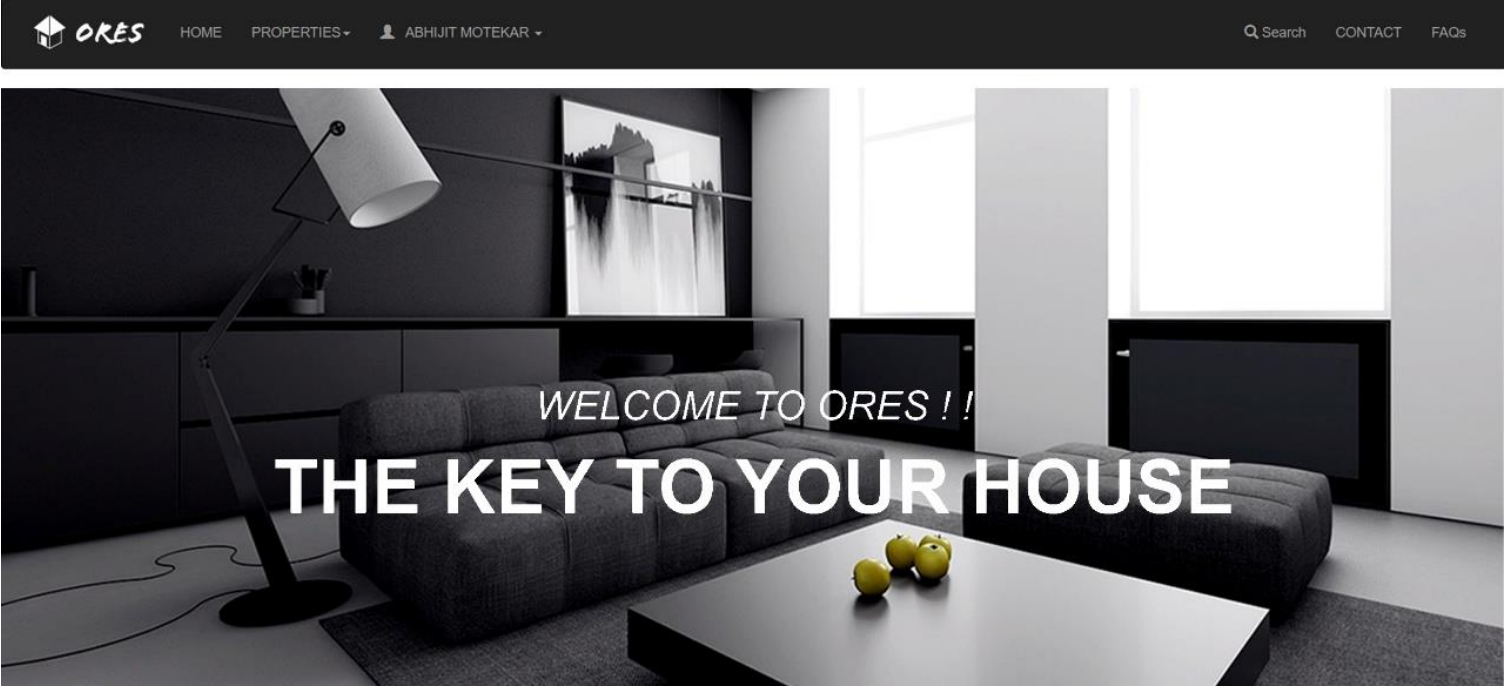 ORES HOME PROPERTIES ABHIJIT MOTEKAR Search CONTACT FAQs
WELCOME TO ORES ! !
THE KEY TO YOUR HOUSE